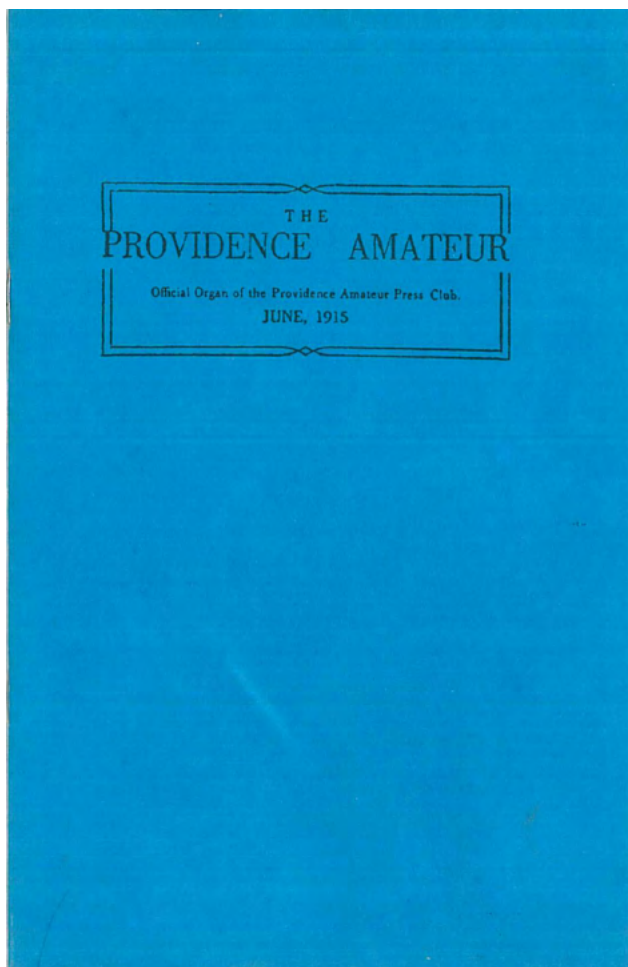 THE
PROVIDENCE AMATEUR
Official Organ of the Providence Amateur Press Club.
JUNE, 1915